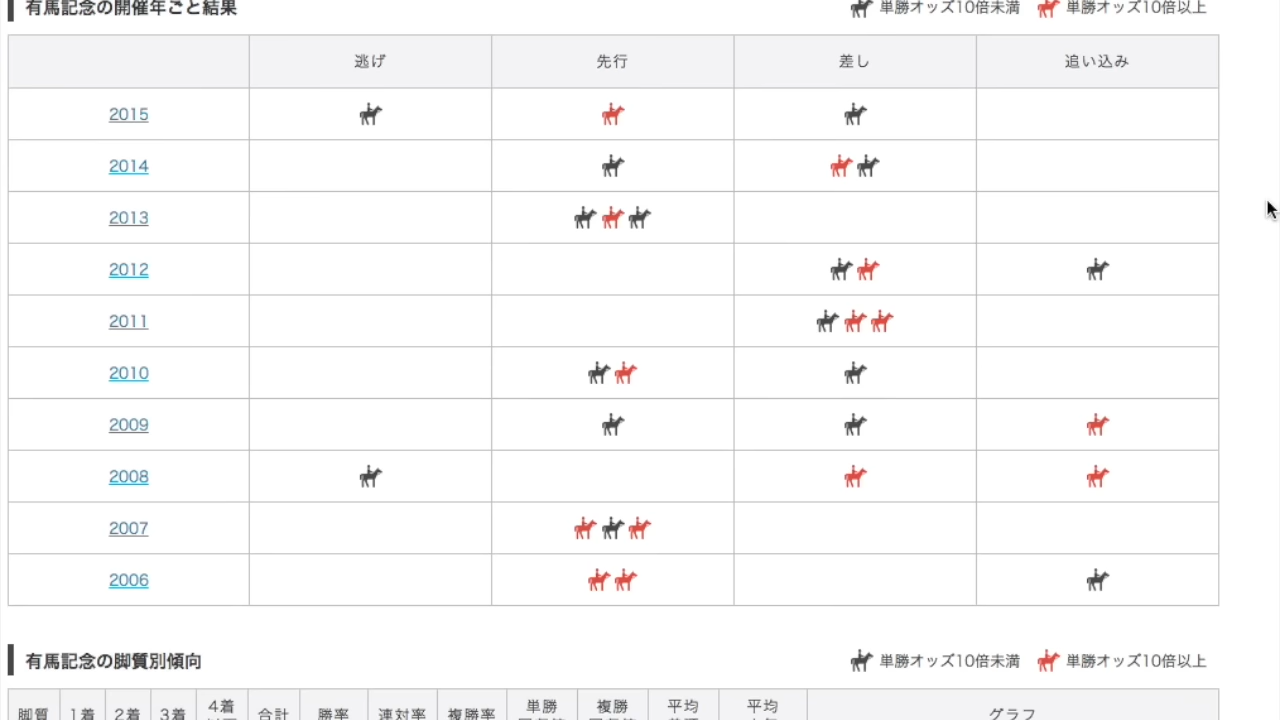 有馬記念の開催年ごと結果 単勝オッズ10倍未満 単勝オッズ10倍以上
逃げ 先行 差し 追い込み
2015
2014
2013
2012
2011
2010
2009
2008
2007
2006
有馬記念の脚質別傾向 単勝オッズ10倍未満 単勝オッズ10倍以上
脚質 1着 2着 3着 4着 合計 勝率 連対率 複勝率 単勝 複勝 平均 平均 グラフ